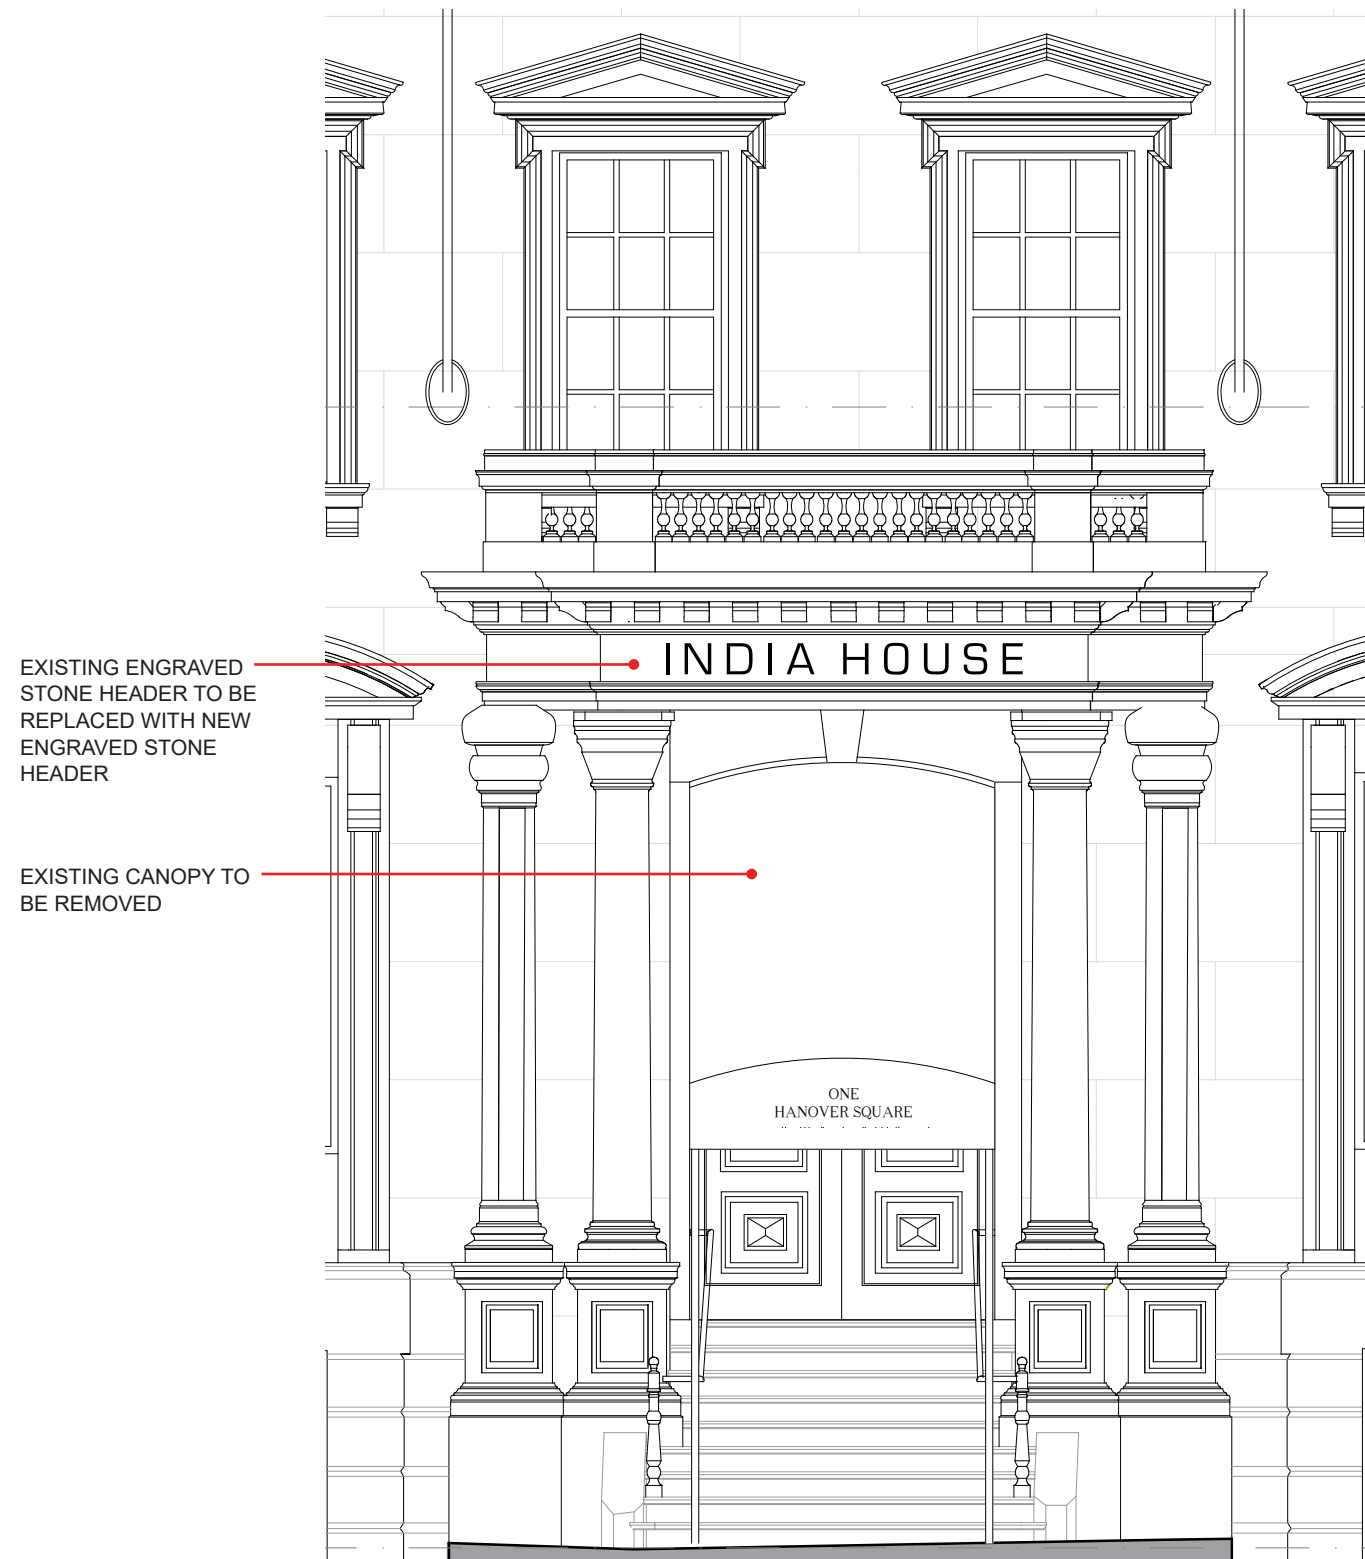 INDIA HOUSE
EXISTING ENGRAVED
STONE HEADER TO BE
REPLACED WITH NEW
ENGRAVED STONE
HEADER
EXISTING CANOPY TO
BE REMOVED
ONE
HANOVER SQUARE